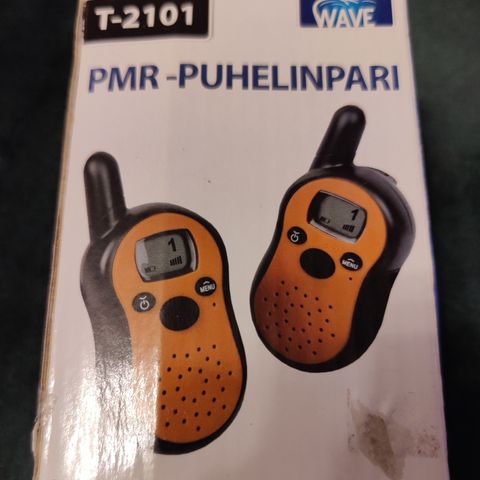 T-2101
WAVE
PMR -PUHELINPARI
1
MENU
1
MENU